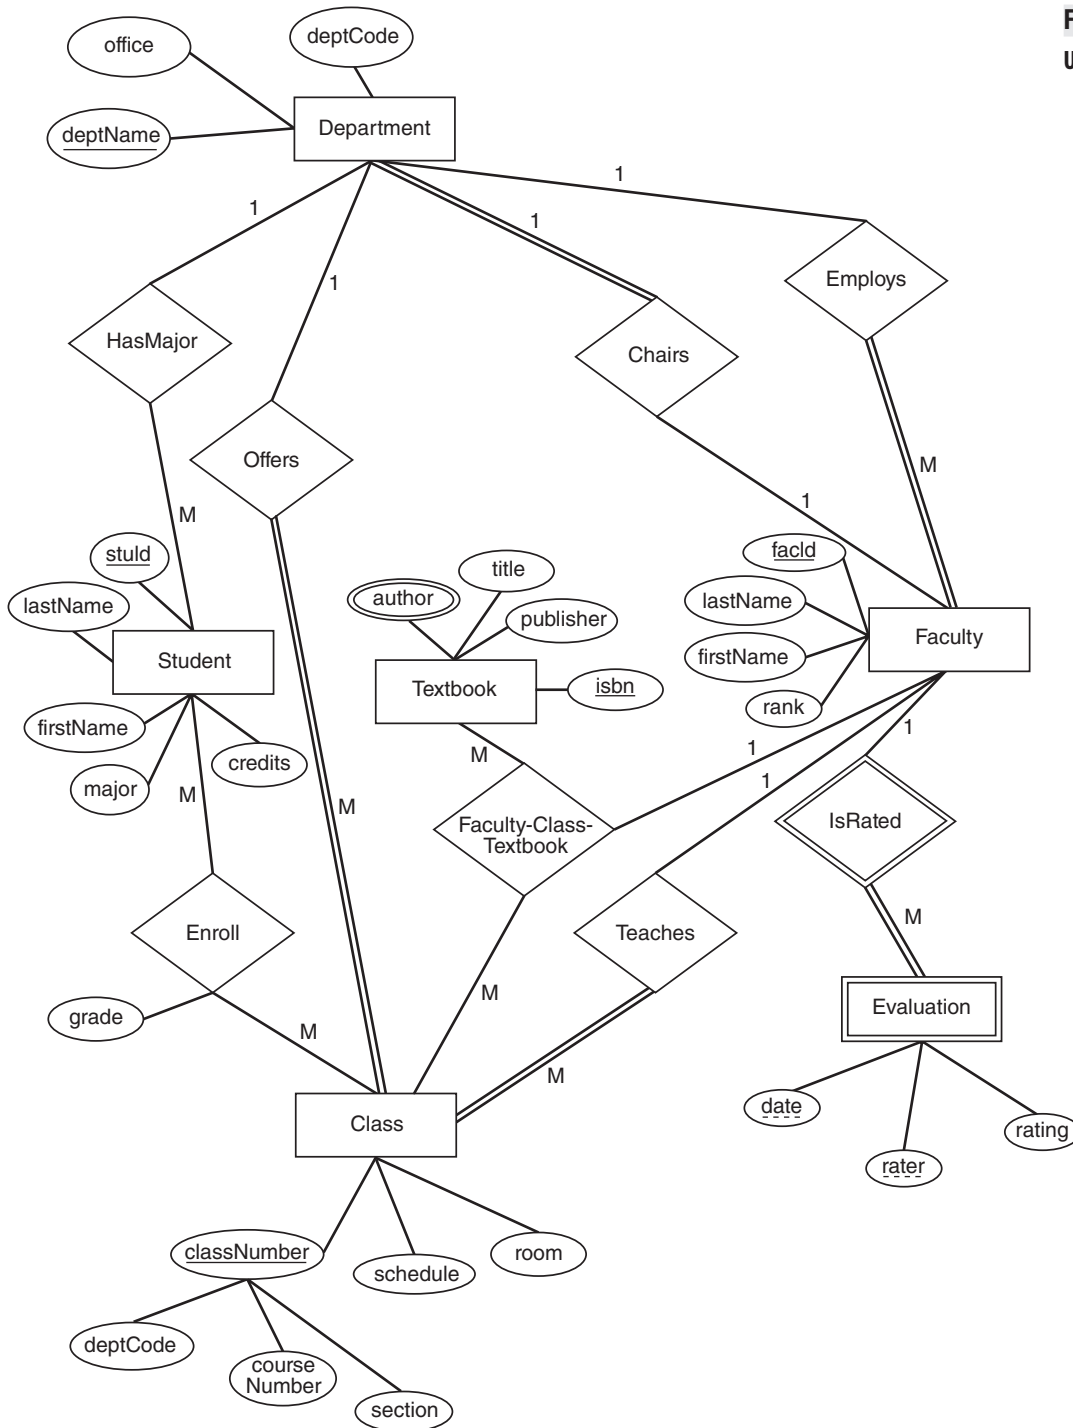 F
U
office
deptCode
deptName
Department
1
1
1
1
Employs
HasMajor
Chairs
Offers
M
M
1
stuId
lastName
Student
firstName
major
credits
M
M
title
author
publisher
Textbook
isbn
M
facId
lastName
firstName
rank
Faculty
1
1
1
Faculty-Class-
Textbook
IsRated
M
Enroll
Teaches
grade
M
M
M
Evaluation
date
rater
rating
Class
classNumber
schedule
room
deptCode
course
Number
section